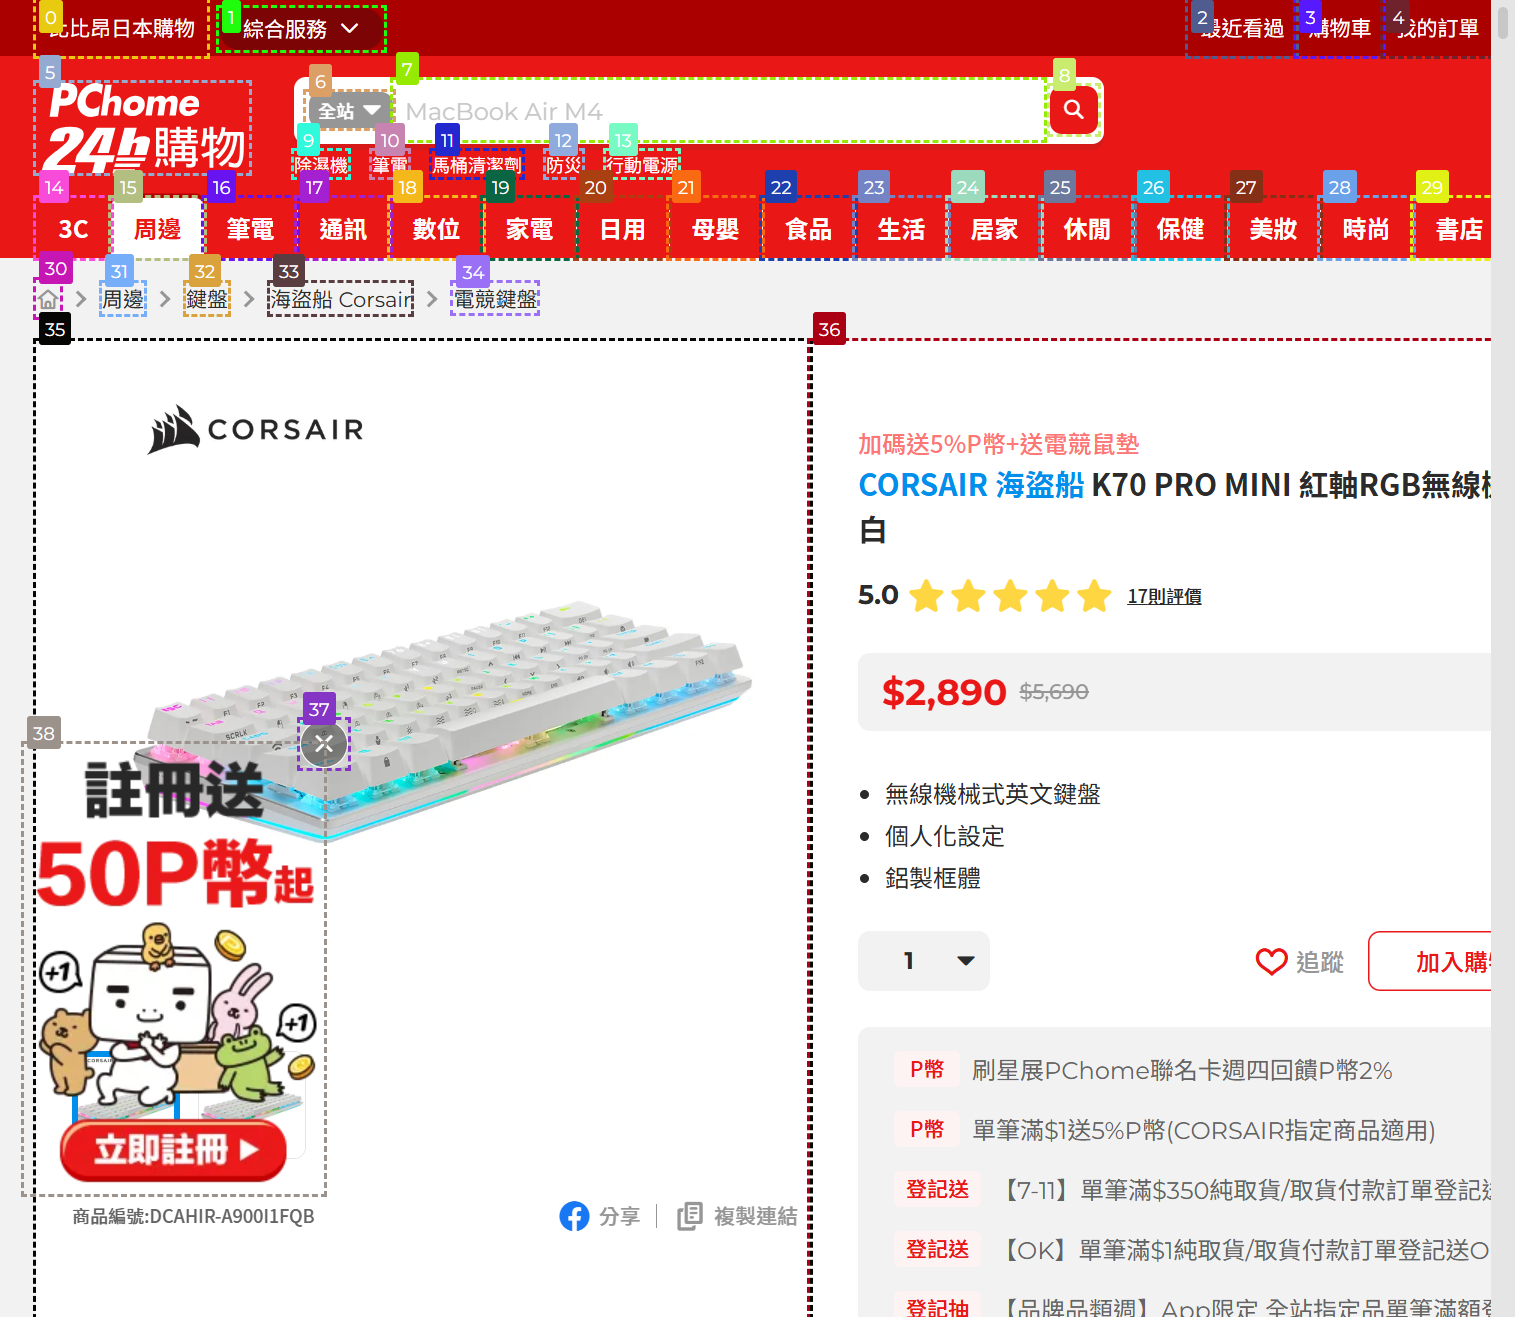 比比昂日本購物
綜合服務
最近看過
購物車
我的訂單
PChome
24h購物
全站
MacBook Air M4
除濕機
筆電
馬桶清潔劑
防災
行動電源
3C
周邊
筆電
通訊
數位
家電
日用
母嬰
食品
生活
居家
休閒
保健
美妝
時尚
書店
周邊
鍵盤
海盜船 Corsair
電競鍵盤
CORSAIR
加碼送5%P幣+送電競鼠墊
CORSAIR 海盜船 K70 PRO MINI 紅軸RGB無線
白
5.0
17則評價
$2,890 $5,690
無線機械式英文鍵盤
個人化設定
鋁製框體
1
追蹤
加入購
P幣 刷星展PChome聯名卡週四回饋P幣2%
P幣 單筆滿$1送5%P幣(CORSAIR指定商品適用)
登記送 【7-11】單筆滿$350純取貨/取貨付款訂單登記送
登記送 【OK】單筆滿$1純取貨/取貨付款訂單登記送O
登記抽 【品牌品類週】App限定 全站指定品單筆滿額登
註冊送
50P幣起
+1
+1
立即註冊
商品編號:DCAHIR-A900I1FQB
分享
複製連結
0
1
2
3
4
5
6
7
8
9
10
11
12
13
14
15
16
17
18
19
20
21
22
23
24
25
26
27
28
29
30
31
32
33
34
35
36
37
38